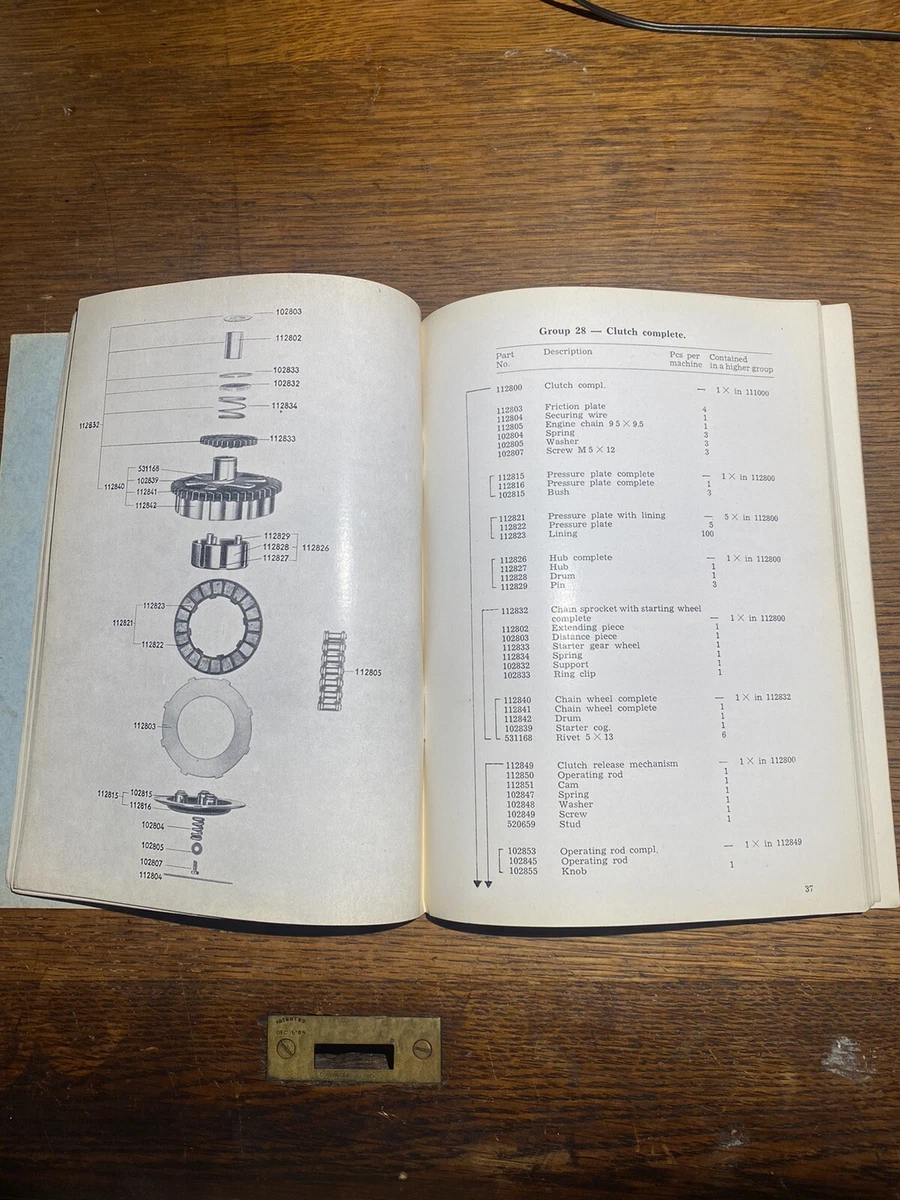 102803
112802
102833
102832
112834
112832
112833
531168
102839
112840
112841
112842
112829
112828
112826
112827
112823
112821
112822
112805
112803
112815
102815
112816
102804
102805
102807
112804
Group 28 — Clutch complete.
Part No. Description Pcs per machine Contained in a higher group
112800 Clutch compl. — 1 × in 111000
112803 Friction plate 4
112804 Securing wire 1
112805 Engine chain 9 5 × 9.5 1
102804 Spring 3
102805 Washer 3
102807 Screw M 5 × 12 3
112815 Pressure plate complete — 1 × in 112800
112816 Pressure plate complete 1
102815 Bush 3
112821 Pressure plate with lining — 5 × in 112800
112822 Pressure plate 5
112823 Lining 100
112826 Hub complete — 1 × in 112800
112827 Hub 1
112828 Drum 1
112829 Pin 3
112832 Chain sprocket with starting wheel
complete — 1 × in 112800
112802 Extending piece 1
102803 Distance piece 1
112833 Starter gear wheel 1
112834 Spring 1
102832 Support 1
102833 Ring clip 1
112840 Chain wheel complete — 1 × in 112832
112841 Chain wheel complete 1
112842 Drum 1
102839 Starter cog. 1
531168 Rivet 5 × 13 6
112849 Clutch release mechanism — 1 × in 112800
112850 Operating rod 1
112851 Cam 1
102847 Spring 1
102848 Washer 1
102849 Screw 1
520659 Stud 1
102853 Operating rod compl. — 1 × in 112849
102845 Operating rod 1
102855 Knob
37
PATENTED